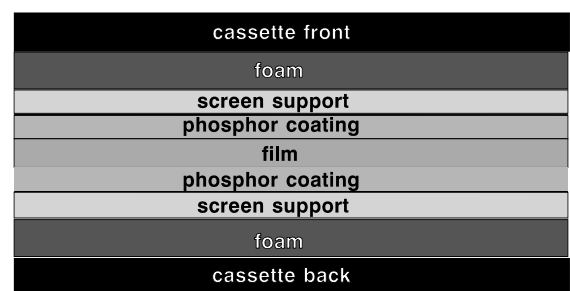 cassette front
foam
screen support
phosphor coating
film
phosphor coating
screen support
foam
cassette back